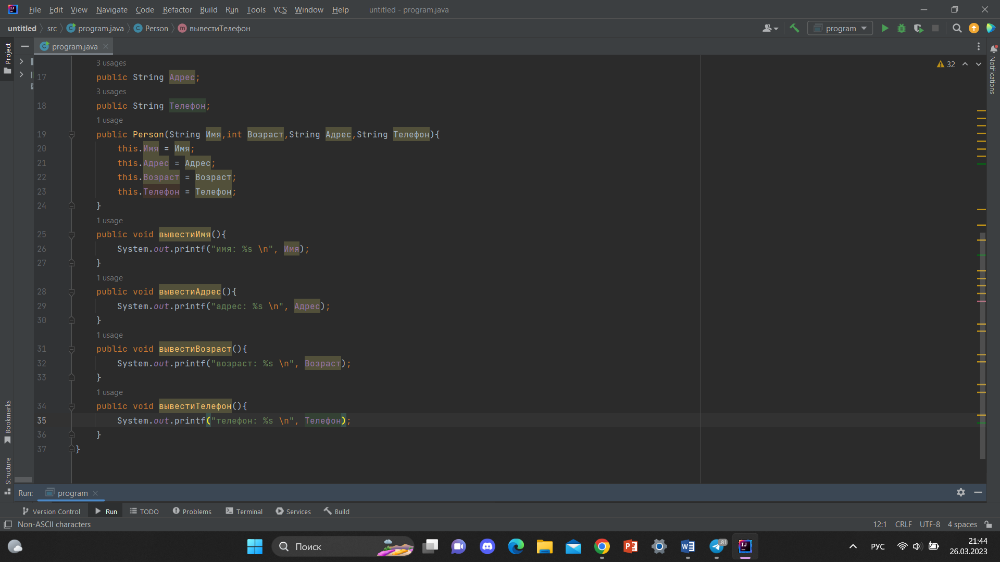 File Edit View Navigate Code Refactor Build Run Tools VCS Window Help untitled - program.java
untitled src program.java Person вывестиТелефон program
Project
program.java
Notifications
32
3 usages
17 public String Адрес;
3 usages
18 public String Телефон;
1 usage
19 public Person(String Имя,int Возраст,String Адрес,String Телефон){
20 this.Имя = Имя;
21 this.Адрес = Адрес;
22 this.Возраст = Возраст;
23 this.Телефон = Телефон;
24 }
1 usage
25 public void вывестиИмя(){
26 System.out.printf("имя: %s \n", Имя);
27 }
1 usage
28 public void вывестиАдрес(){
29 System.out.printf("адрес: %s \n", Адрес);
30 }
1 usage
31 public void вывестиВозраст(){
32 System.out.printf("возраст: %s \n", Возраст);
33 }
1 usage
34 public void вывестиТелефон(){
35 System.out.printf("телефон: %s \n", Телефон);
36 }
37 }
Bookmarks
Structure
Run: program
Version Control Run TODO Problems Terminal Services Build
Non-ASCII characters 12:1 CRLF UTF-8 4 spaces
Поиск
81
РУС
21:44
26.03.2023